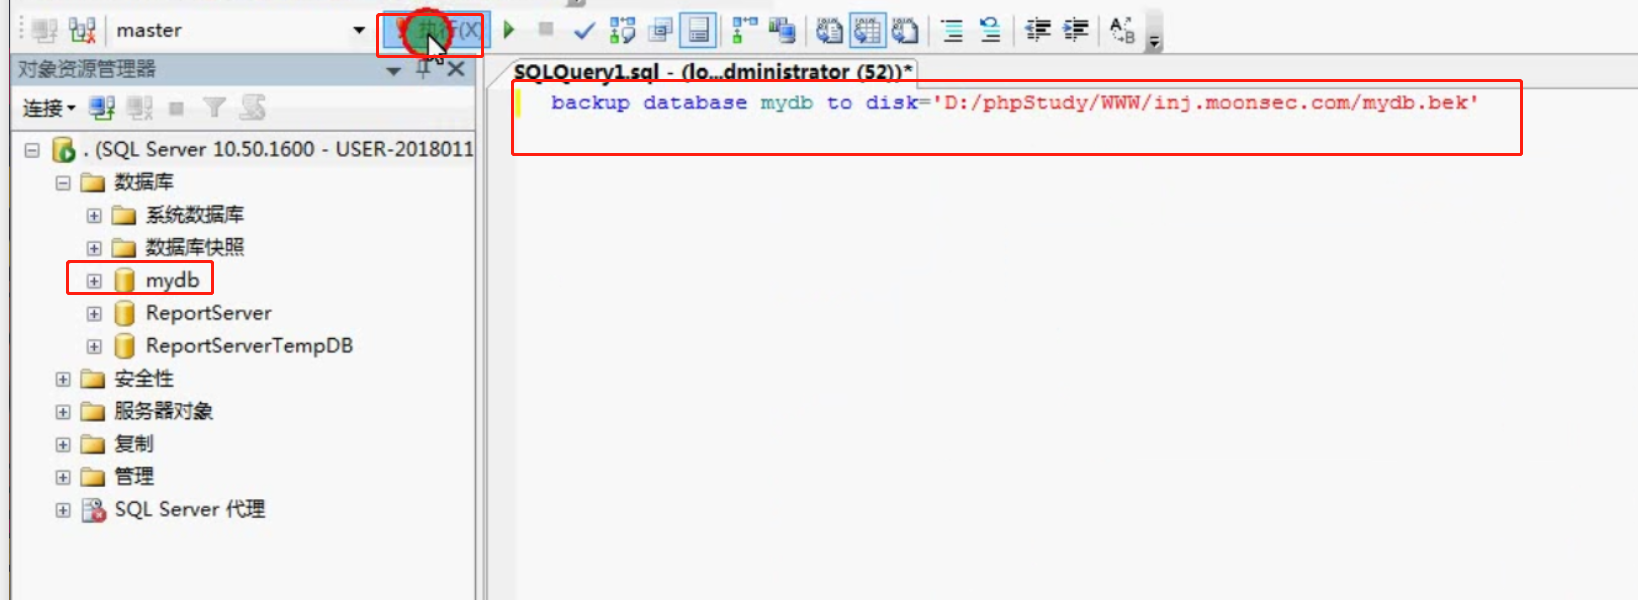 master
执行(X)
对象资源管理器
SQLQuery1.sql - (lo...dministrator (52))*
连接
backup database mydb to disk='D:/phpStudy/WWW/inj.moonsec.com/mydb.bek'
. (SQL Server 10.50.1600 - USER-2018011
数据库
系统数据库
数据库快照
mydb
ReportServer
ReportServerTempDB
安全性
服务器对象
复制
管理
SQL Server 代理